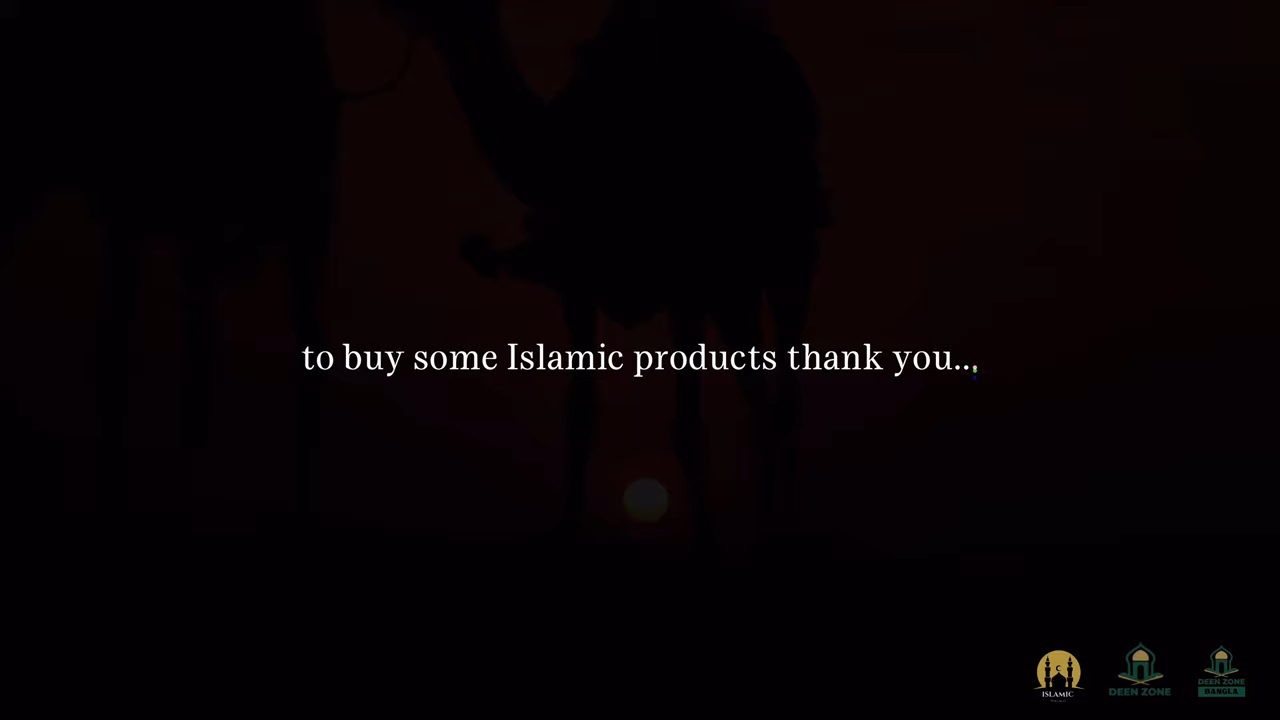 to buy some Islamic products thank you...
ISLAMIC
DEEN ZONE
DEEN ZONE
BANGLA